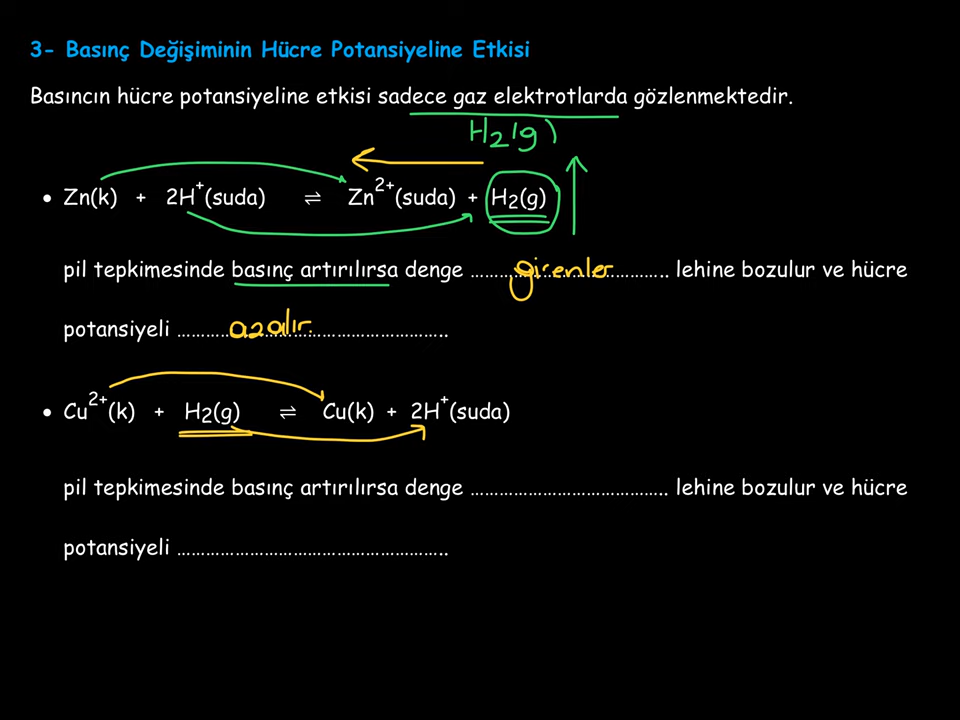 3- Basınç Değişiminin Hücre Potansiyeline Etkisi
Basıncın hücre potansiyeline etkisi sadece gaz elektrotlarda gözlenmektedir.
H2(g)
• Zn(k) + 2H⁺(suda) ⇌ Zn²⁺(suda) + H₂(g)
pil tepkimesinde basınç artırılırsa denge ……girenler…….. lehine bozulur ve hücre
potansiyeli ……azalır……..
• Cu²⁺(k) + H₂(g) ⇌ Cu(k) + 2H⁺(suda)
pil tepkimesinde basınç artırılırsa denge ………………………………….. lehine bozulur ve hücre
potansiyeli ………………………………………………..